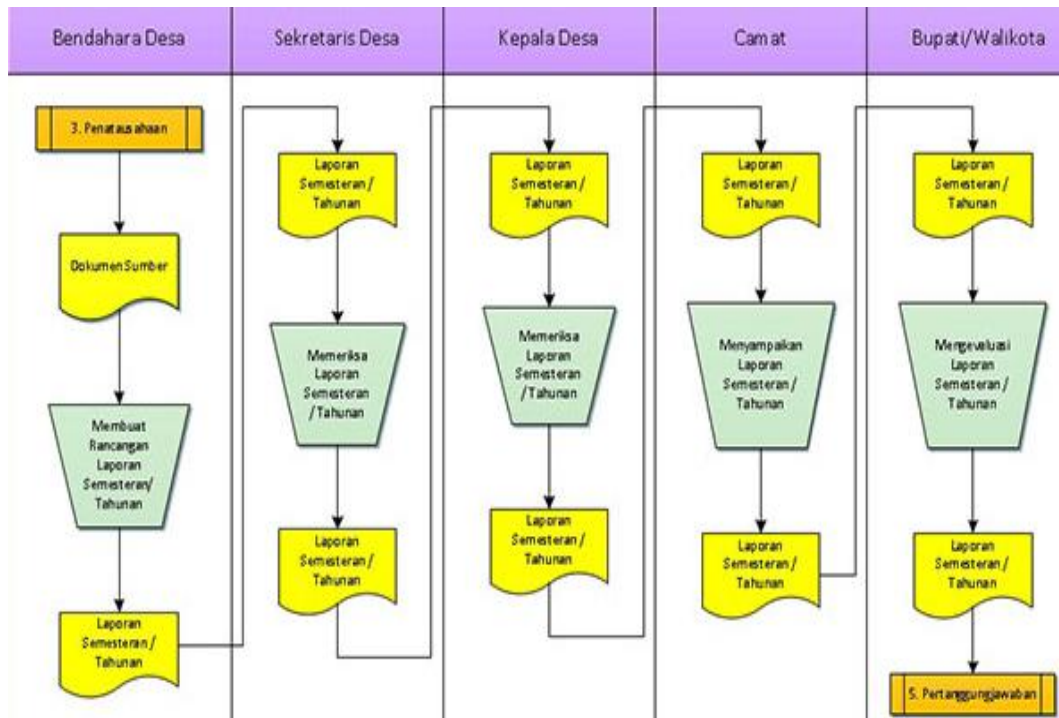 Bendahara Desa
Sekretaris Desa
Kepala Desa
Camat
Bupati/Walikota
3. Penatausahaan
Dokumen Sumber
Membuat
Rancangan
Laporan
Semesteran/
Tahunan
Laporan
Semesteran /
Tahunan
Laporan
Semesteran /
Tahunan
Memeriksa
Laporan
Semesteran
/Tahunan
Laporan
Semesteran /
Tahunan
Laporan
Semesteran /
Tahunan
Memeriksa
Laporan
Semesteran
/Tahunan
Laporan
Semesteran /
Tahunan
Laporan
Semesteran /
Tahunan
Menyampaikan
Laporan
Semesteran /
Tahunan
Laporan
Semesteran /
Tahunan
Laporan
Semesteran /
Tahunan
Mengevaluasi
Laporan
Semesteran /
Tahunan
Laporan
Semesteran /
Tahunan
5. Pertanggungjawaban